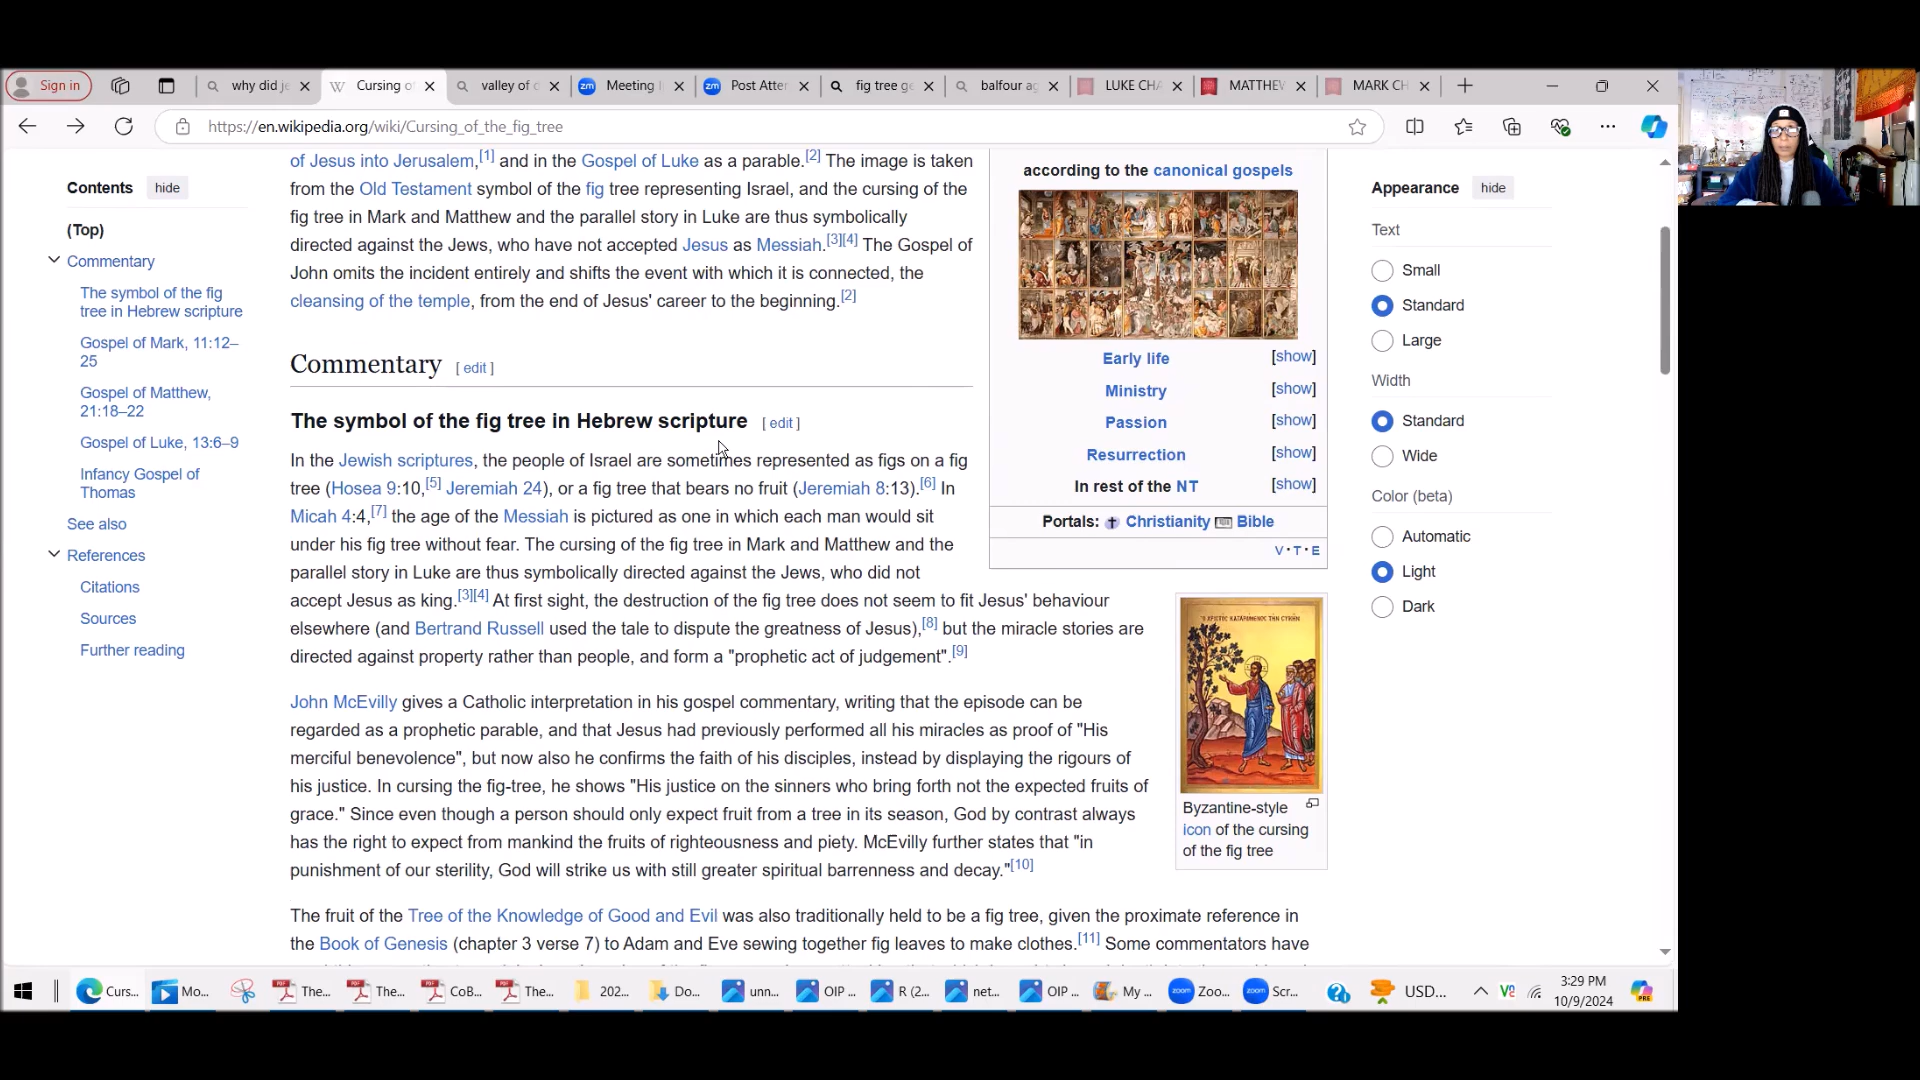 Sign in
why did je
Cursing of
valley of d
Meeting
Post Atter
fig tree ge
balfour ag
LUKE CHA
MATTHEW
MARK CH
https://en.wikipedia.org/wiki/Cursing_of_the_fig_tree
Contents hide
(Top)
Commentary
The symbol of the fig
tree in Hebrew scripture
Gospel of Mark, 11:12–
25
Gospel of Matthew,
21:18–22
Gospel of Luke, 13:6–9
Infancy Gospel of
Thomas
See also
References
Citations
Sources
Further reading
of Jesus into Jerusalem,[1] and in the Gospel of Luke as a parable.[2] The image is taken
from the Old Testament symbol of the fig tree representing Israel, and the cursing of the
fig tree in Mark and Matthew and the parallel story in Luke are thus symbolically
directed against the Jews, who have not accepted Jesus as Messiah.[3][4] The Gospel of
John omits the incident entirely and shifts the event with which it is connected, the
cleansing of the temple, from the end of Jesus' career to the beginning.[2]
Commentary [ edit ]
The symbol of the fig tree in Hebrew scripture [ edit ]
In the Jewish scriptures, the people of Israel are sometimes represented as figs on a fig
tree (Hosea 9:10,[5] Jeremiah 24), or a fig tree that bears no fruit (Jeremiah 8:13).[6] In
Micah 4:4,[7] the age of the Messiah is pictured as one in which each man would sit
under his fig tree without fear. The cursing of the fig tree in Mark and Matthew and the
parallel story in Luke are thus symbolically directed against the Jews, who did not
accept Jesus as king.[3][4] At first sight, the destruction of the fig tree does not seem to fit Jesus' behaviour
elsewhere (and Bertrand Russell used the tale to dispute the greatness of Jesus),[8] but the miracle stories are
directed against property rather than people, and form a "prophetic act of judgement".[9]
John McEvilly gives a Catholic interpretation in his gospel commentary, writing that the episode can be
regarded as a prophetic parable, and that Jesus had previously performed all his miracles as proof of "His
merciful benevolence", but now also he confirms the faith of his disciples, instead by displaying the rigours of
his justice. In cursing the fig-tree, he shows "His justice on the sinners who bring forth not the expected fruits of
grace." Since even though a person should only expect fruit from a tree in its season, God by contrast always
has the right to expect from mankind the fruits of righteousness and piety. McEvilly further states that "in
punishment of our sterility, God will strike us with still greater spiritual barrenness and decay."[10]
The fruit of the Tree of the Knowledge of Good and Evil was also traditionally held to be a fig tree, given the proximate reference in
the Book of Genesis (chapter 3 verse 7) to Adam and Eve sewing together fig leaves to make clothes.[11] Some commentators have
according to the canonical gospels
Early life [show]
Ministry [show]
Passion [show]
Resurrection [show]
In rest of the NT [show]
Portals: Christianity Bible
V · T · E
Byzantine-style
icon of the cursing
of the fig tree
Appearance hide
Text
Small
Standard
Large
Width
Standard
Wide
Color (beta)
Automatic
Light
Dark
Curs...
Mo...
The...
The...
CoB...
The...
202...
Do...
unn...
OIP ...
R (2...
net...
OIP ...
My ...
Zoo...
Scr...
USD...
3:29 PM
10/9/2024